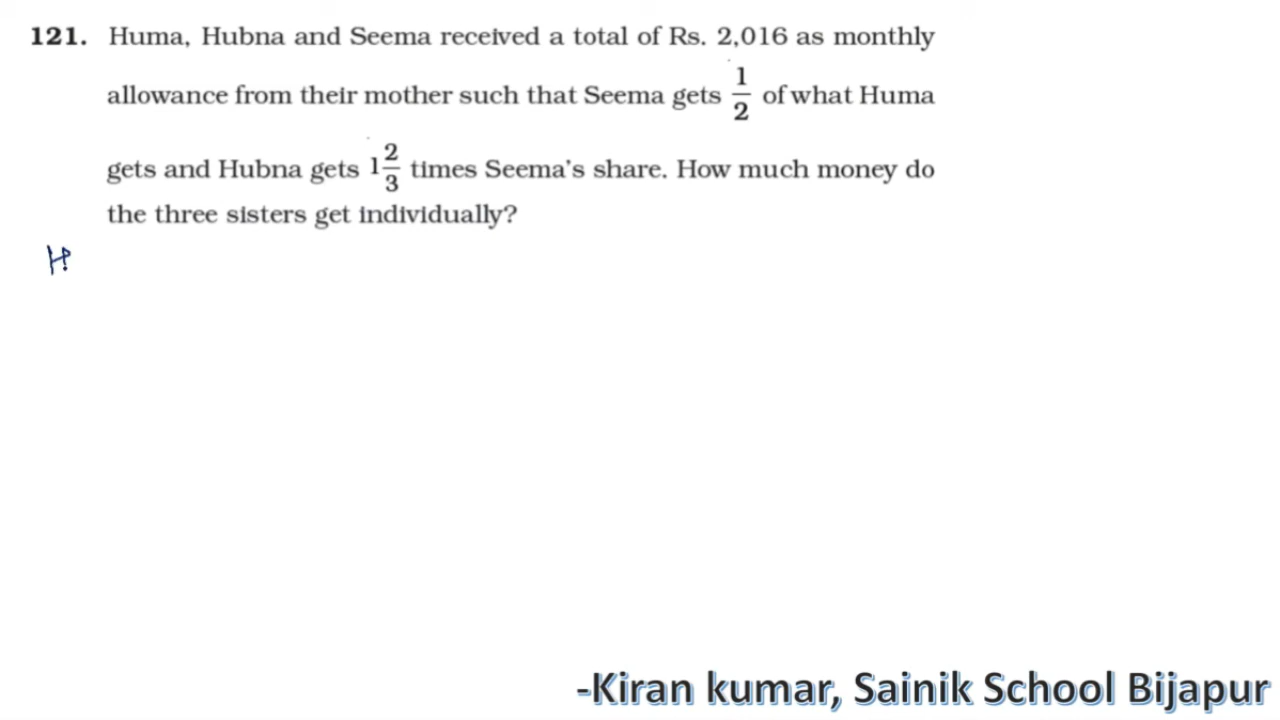 121. Huma, Hubna and Seema received a total of Rs. 2,016 as monthly
allowance from their mother such that Seema gets 1/2 of what Huma
gets and Hubna gets 1 2/3 times Seema's share. How much money do
the three sisters get individually?
-Kiran kumar, Sainik School Bijapur